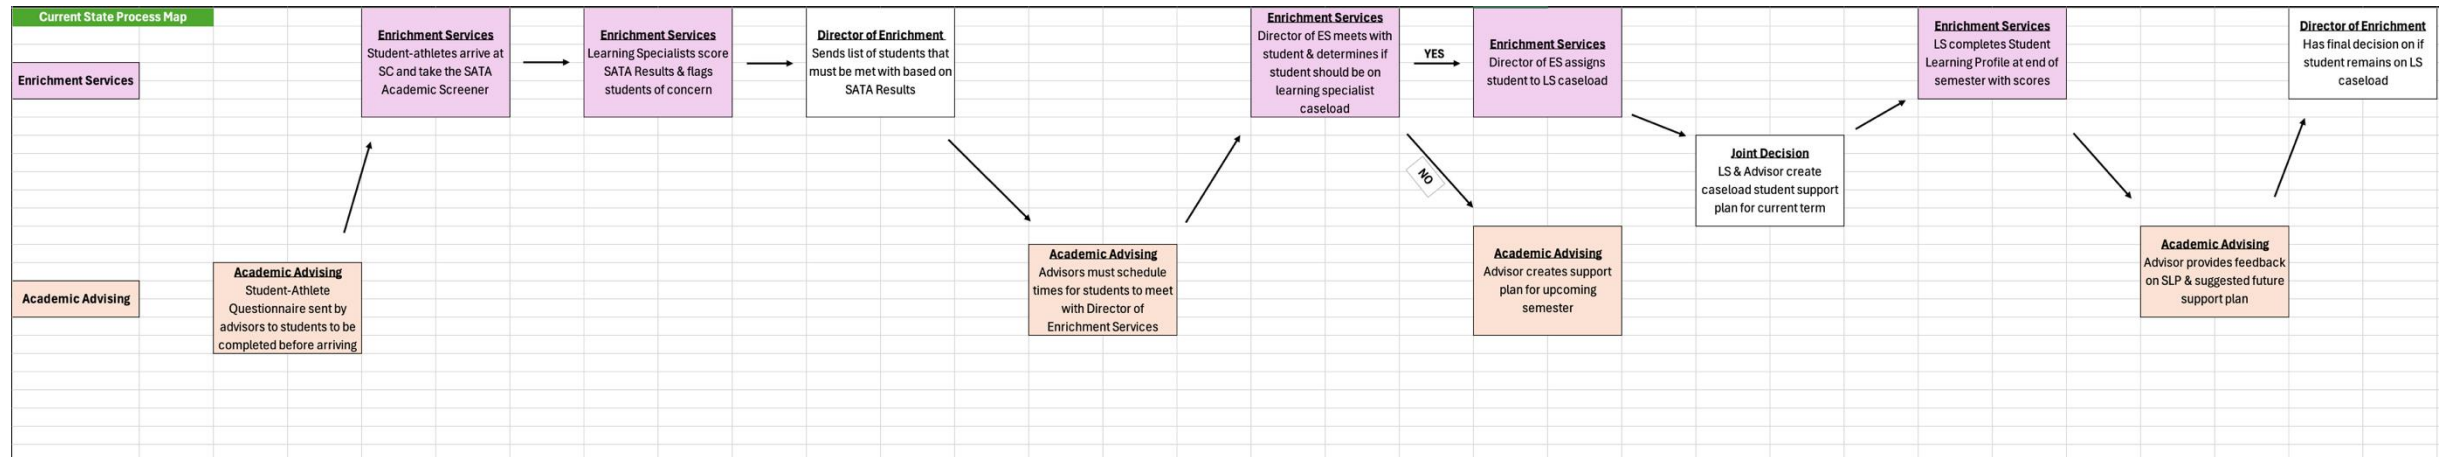 Current State Process Map
Enrichment Services
Academic Advising
Academic Advising
Student-Athlete
Questionnaire sent by
advisors to students to be
completed before arriving
Enrichment Services
Student-athletes arrive at
SC and take the SATA
Academic Screener
Enrichment Services
Learning Specialists score
SATA Results & flags
students of concern
Director of Enrichment
Sends list of students that
must be met with based on
SATA Results
Academic Advising
Advisors must schedule
times for students to meet
with Director of
Enrichment Services
Enrichment Services
Director of ES meets with
student & determines if
student should be on
learning specialist
caseload
YES
NO
Enrichment Services
Director of ES assigns
student to LS caseload
Academic Advising
Advisor creates support
plan for upcoming
semester
Joint Decision
LS & Advisor create
caseload student support
plan for current term
Enrichment Services
LS completes Student
Learning Profile at end of
semester with scores
Academic Advising
Advisor provides feedback
on SLP & suggested future
support plan
Director of Enrichment
Has final decision on if
student remains on LS
caseload